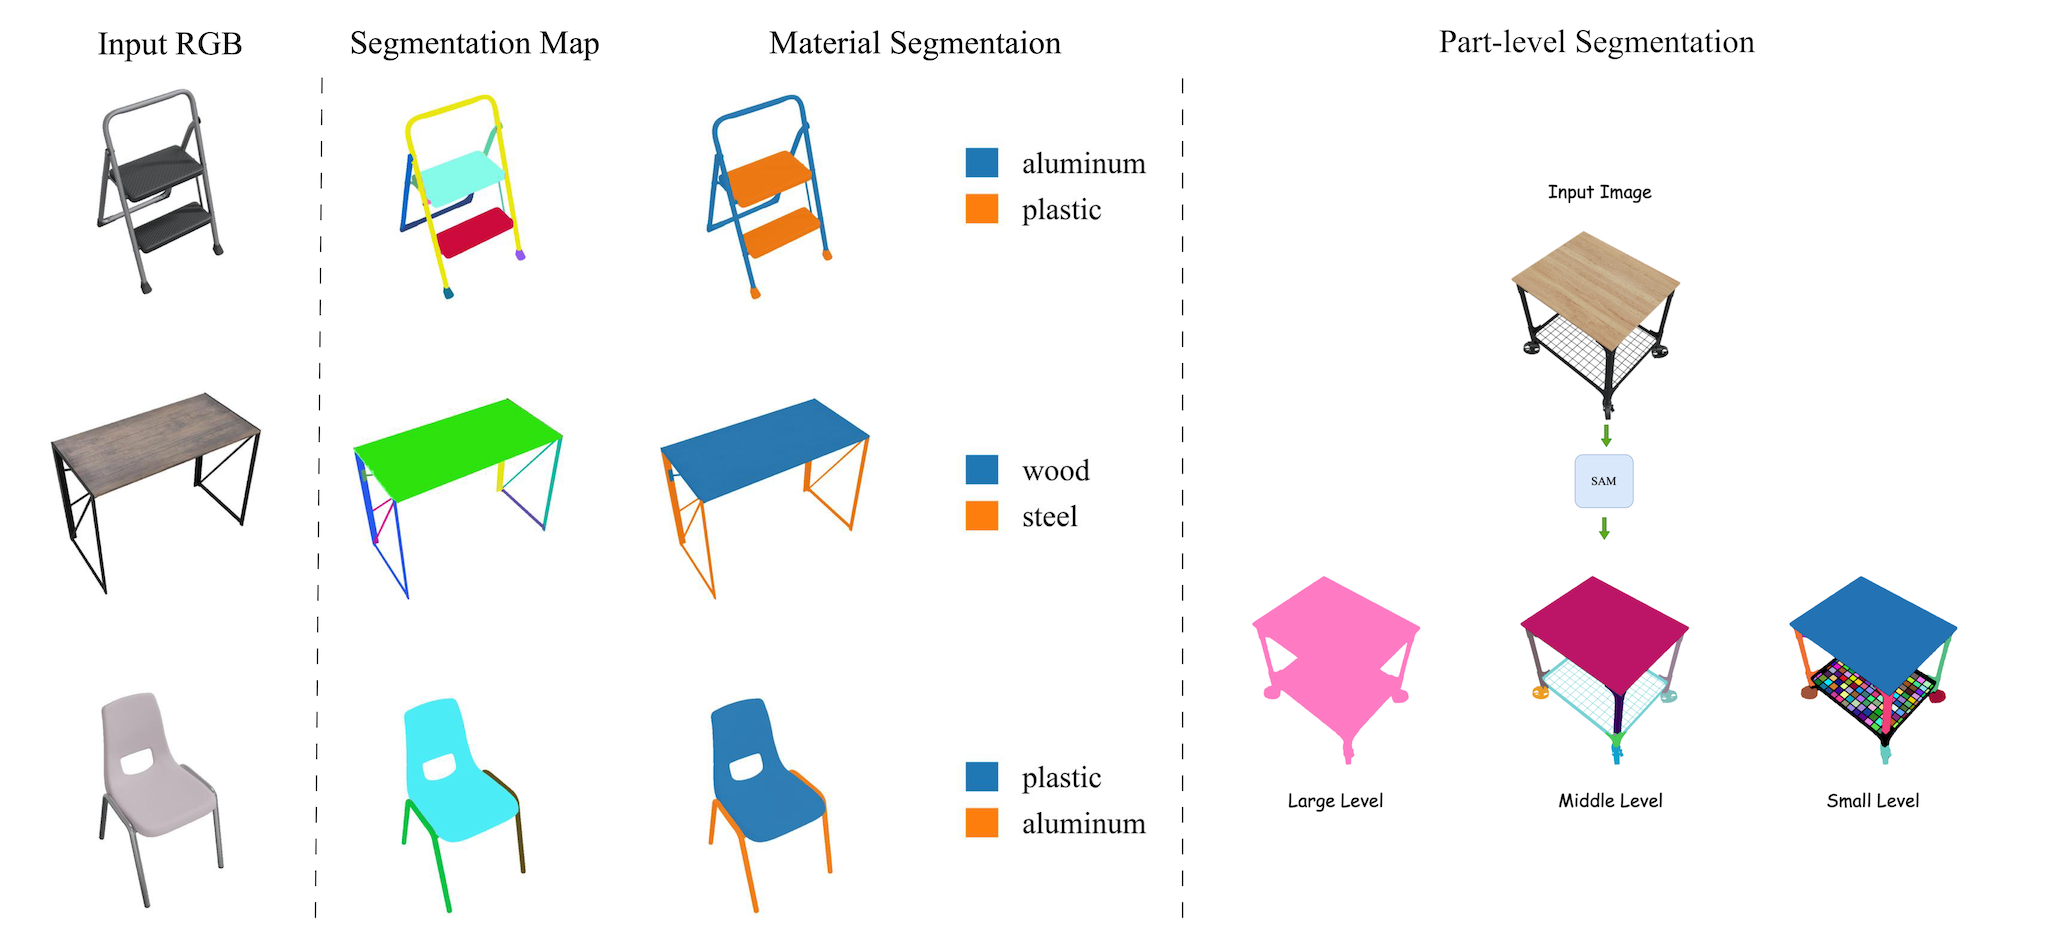 Input RGB
Segmentation Map
Material Segmentaion
Part-level Segmentation
aluminum
plastic
wood
steel
plastic
aluminum
Input Image
SAM
Large Level
Middle Level
Small Level